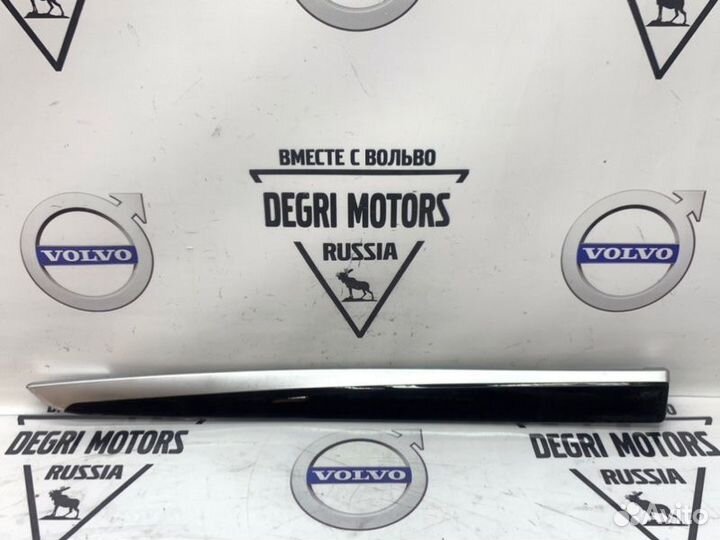 ВМЕСТЕ С ВОЛЬВО
DEGRI MOTORS
RUSSIA
VOLVO
VOLVO
DEGRI MOTORS
RUSSIA
VOLVO
DEGRI MOTORS
RUSSIA
Avito